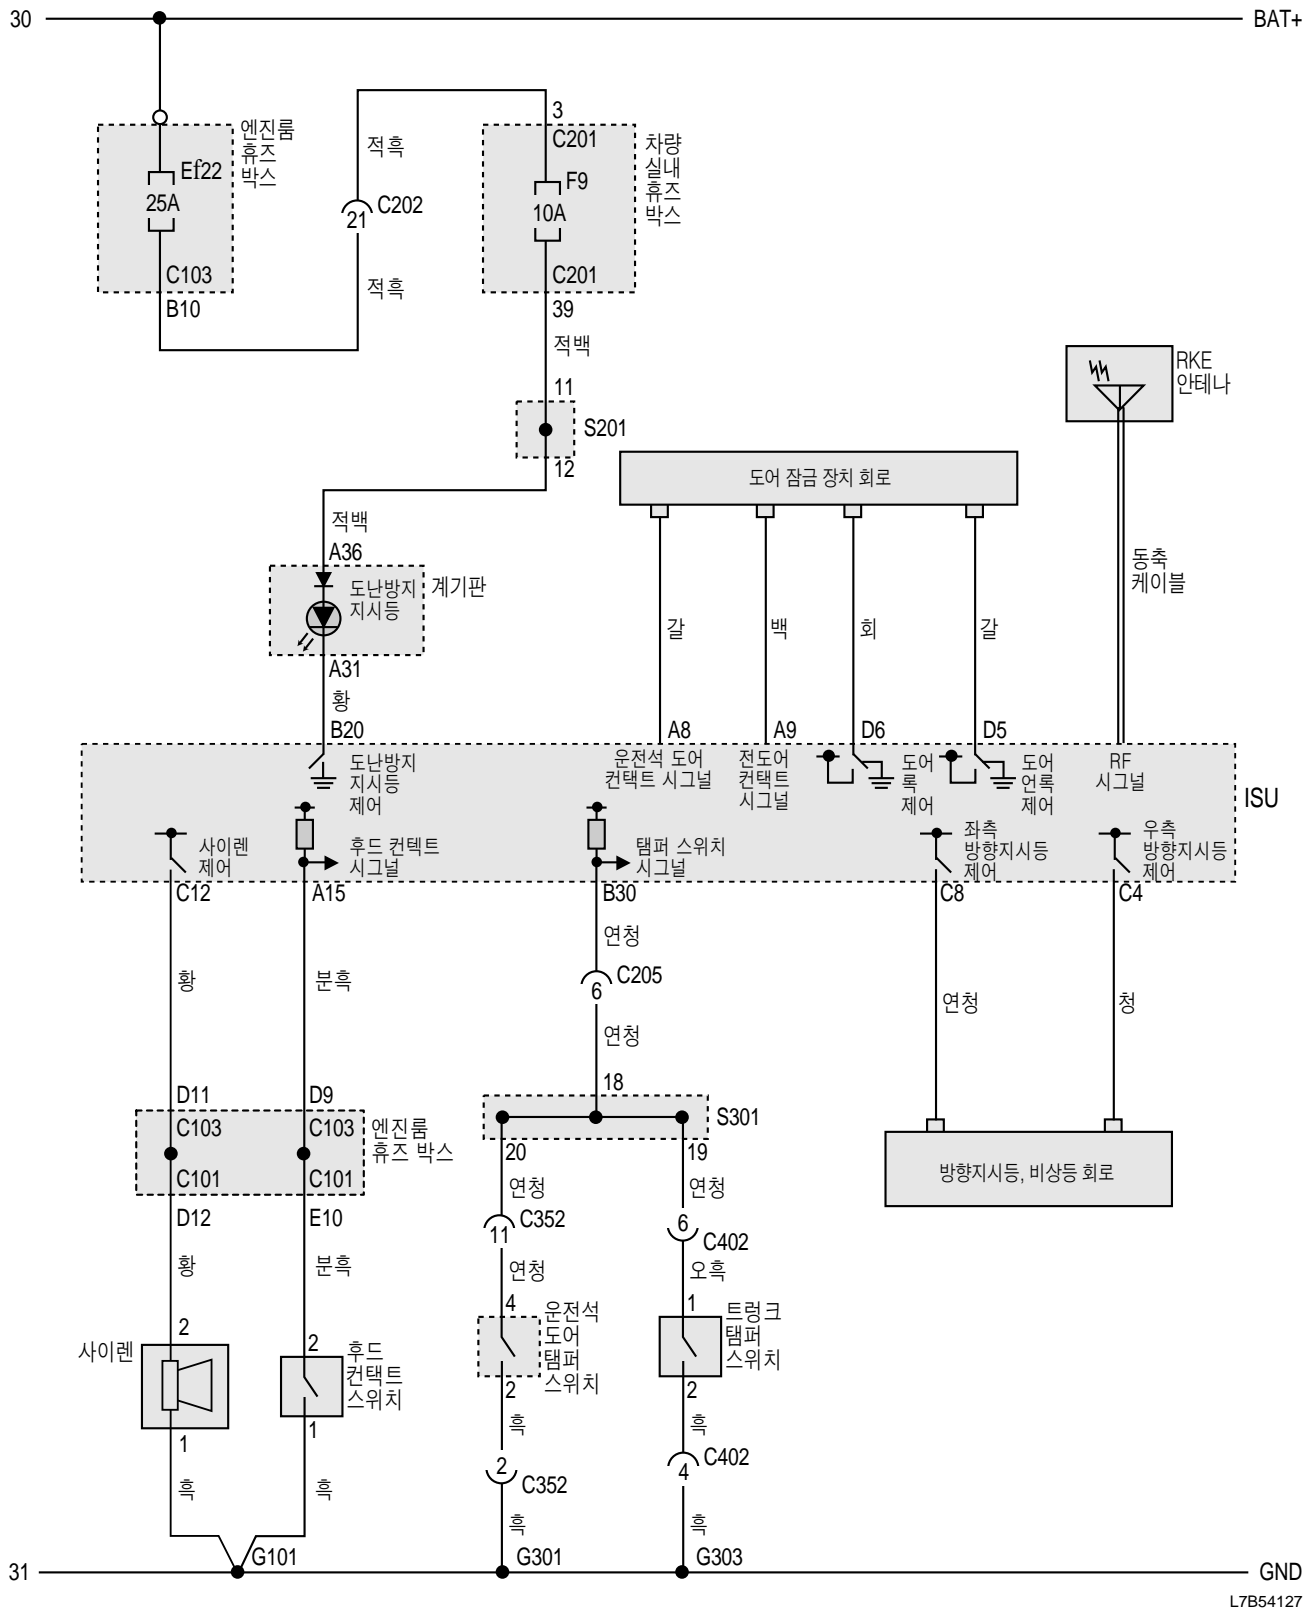 30
BAT+
엔진룸
휴즈
박스
Ef22
25A
C103
B10
적흑
21
C202
적흑
3
C201
F9
10A
C201
39
차량
실내
휴즈
박스
적백
11
S201
12
RKE
안테나
도어 잠금 장치 회로
적백
A36
도난방지
지시등
계기판
A31
황
B20
갈
백
회
갈
동축
케이블
A8
A9
D6
D5
도난방지
지시등
제어
운전석 도어
컨택트 시그널
전도어
컨택트
시그널
도어
록
제어
도어
언록
제어
RF
시그널
ISU
사이렌
제어
후드 컨텍트
시그널
탬퍼 스위치
시그널
좌측
방향지시등
제어
우측
방향지시등
제어
C12
A15
B30
C8
C4
연청
C205
6
연청
황
분흑
연청
청
D11
D9
18
C103
C103
엔진룸
휴즈 박스
S301
C101
C101
20
19
방향지시등, 비상등 회로
D12
E10
연청
연청
11
C352
6
C402
황
분흑
연청
오흑
2
사이렌
2
후드
컨택트
스위치
4
운전석
도어
탬퍼
스위치
1
트렁크
탬퍼
스위치
1
1
2
2
흑
흑
2
C352
C402
4
흑
흑
흑
흑
31
G101
G301
G303
GND
L7B54127